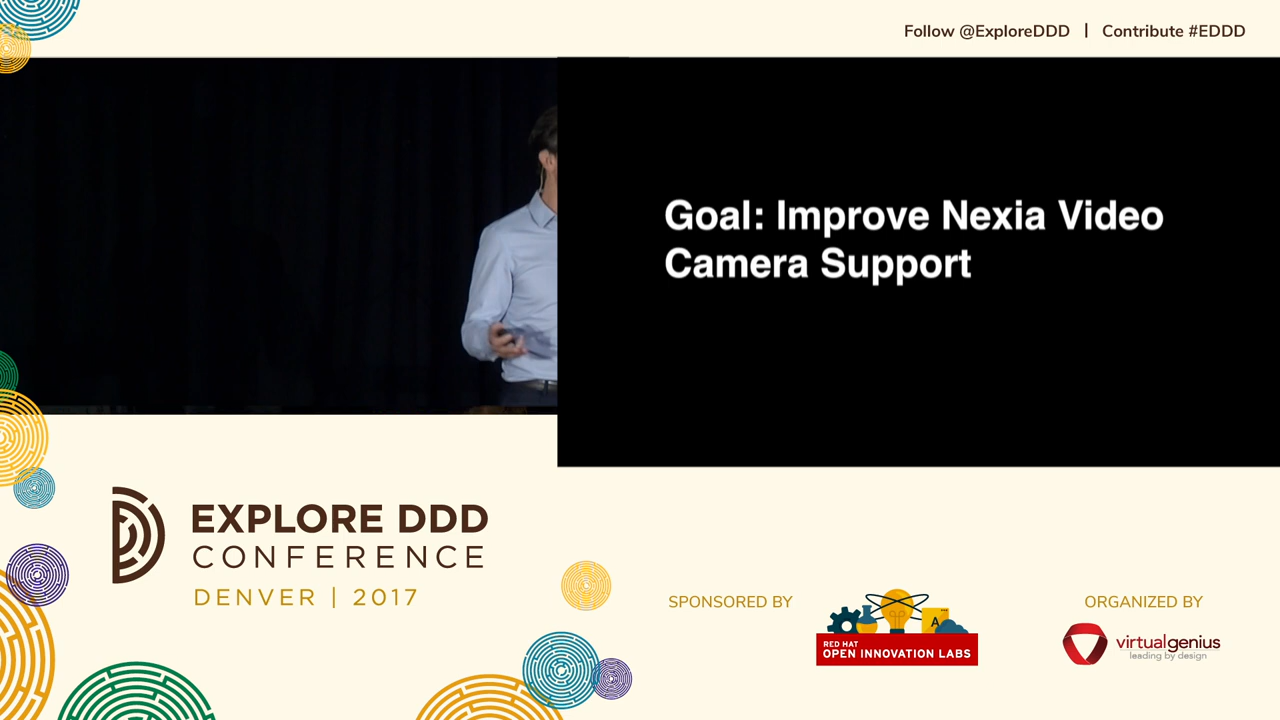 Follow @ExploreDDD | Contribute #EDDD
Goal: Improve Nexia Video
Camera Support
EXPLORE DDD
CONFERENCE
DENVER | 2017
SPONSORED BY
RED HAT
OPEN INNOVATION LABS
A
ORGANIZED BY
virtualgenius
leading by design